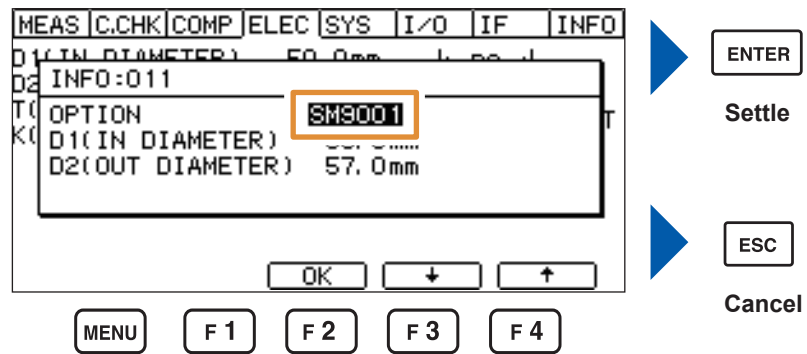 MEAS C.CHK COMP ELEC SYS I/O IF INFO
INFO:011
OPTION SM9001
D1(IN DIAMETER)
D2(OUT DIAMETER) 57.0mm
OK ↓ ↑
MENU F1 F2 F3 F4
ENTER
Settle
ESC
Cancel